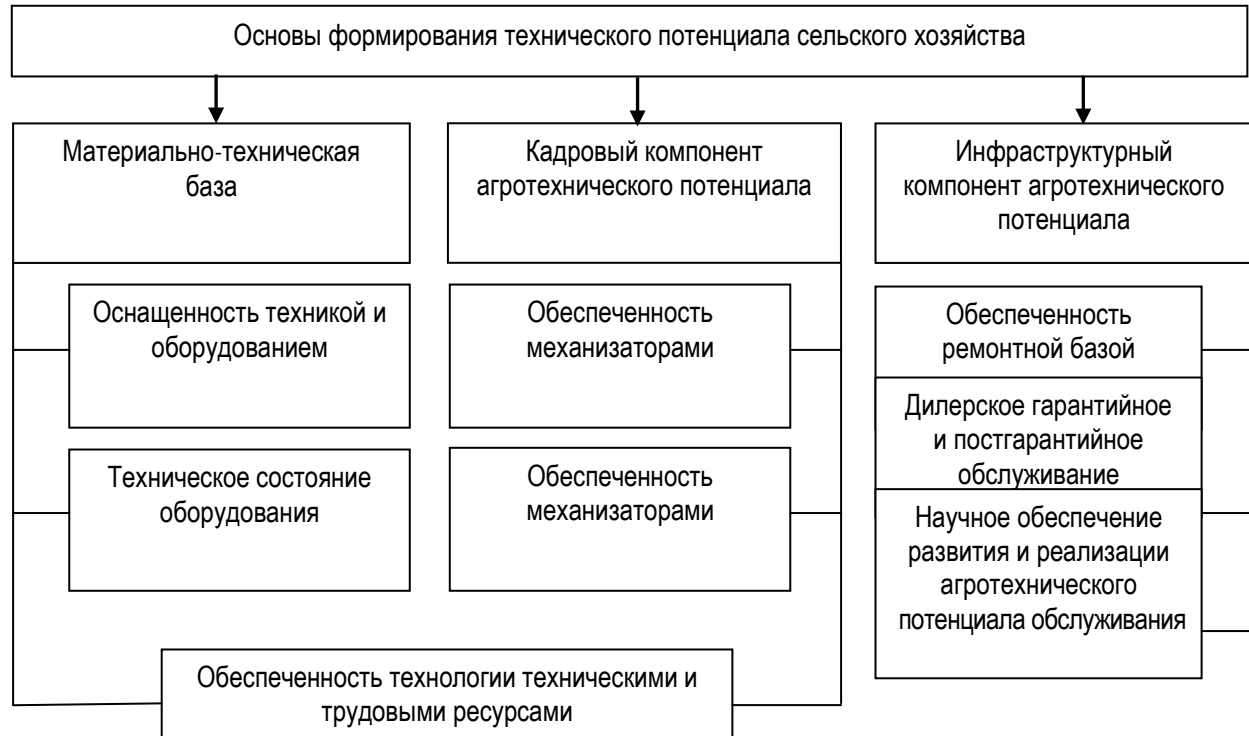 Основы формирования технического потенциала сельского хозяйства
Материально-техническая
база
Кадровый компонент
агротехнического потенциала
Инфраструктурный
компонент агротехнического
потенциала
Оснащенность техникой и
оборудованием
Обеспеченность
механизаторами
Обеспеченность
ремонтной базой
Дилерское гарантийное
и постгарантийное
обслуживание
Техническое состояние
оборудования
Обеспеченность
механизаторами
Научное обеспечение
развития и реализации
агротехнического
потенциала обслуживания
Обеспеченность технологии техническими и
трудовыми ресурсами